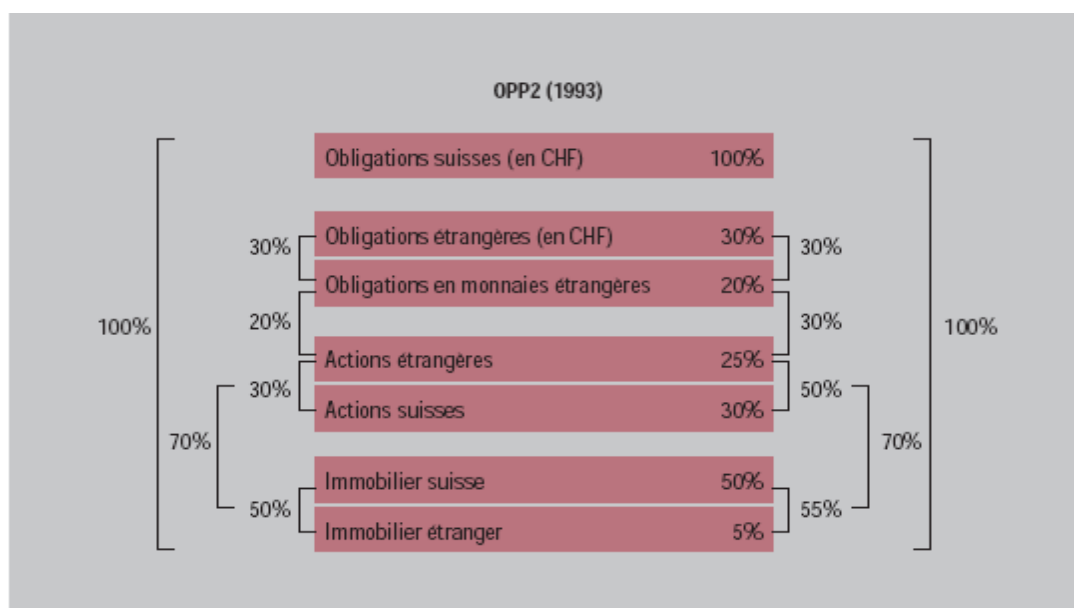 OPP2 (1993)
Obligations suisses (en CHF) 100%
30% Obligations étrangères (en CHF) 30% 30%
Obligations en monnaies étrangères 20%
100% 20% 30% 100%
Actions étrangères 25%
30% 50%
Actions suisses 30%
70% 70%
Immobilier suisse 50%
50% 55%
Immobilier étranger 5%